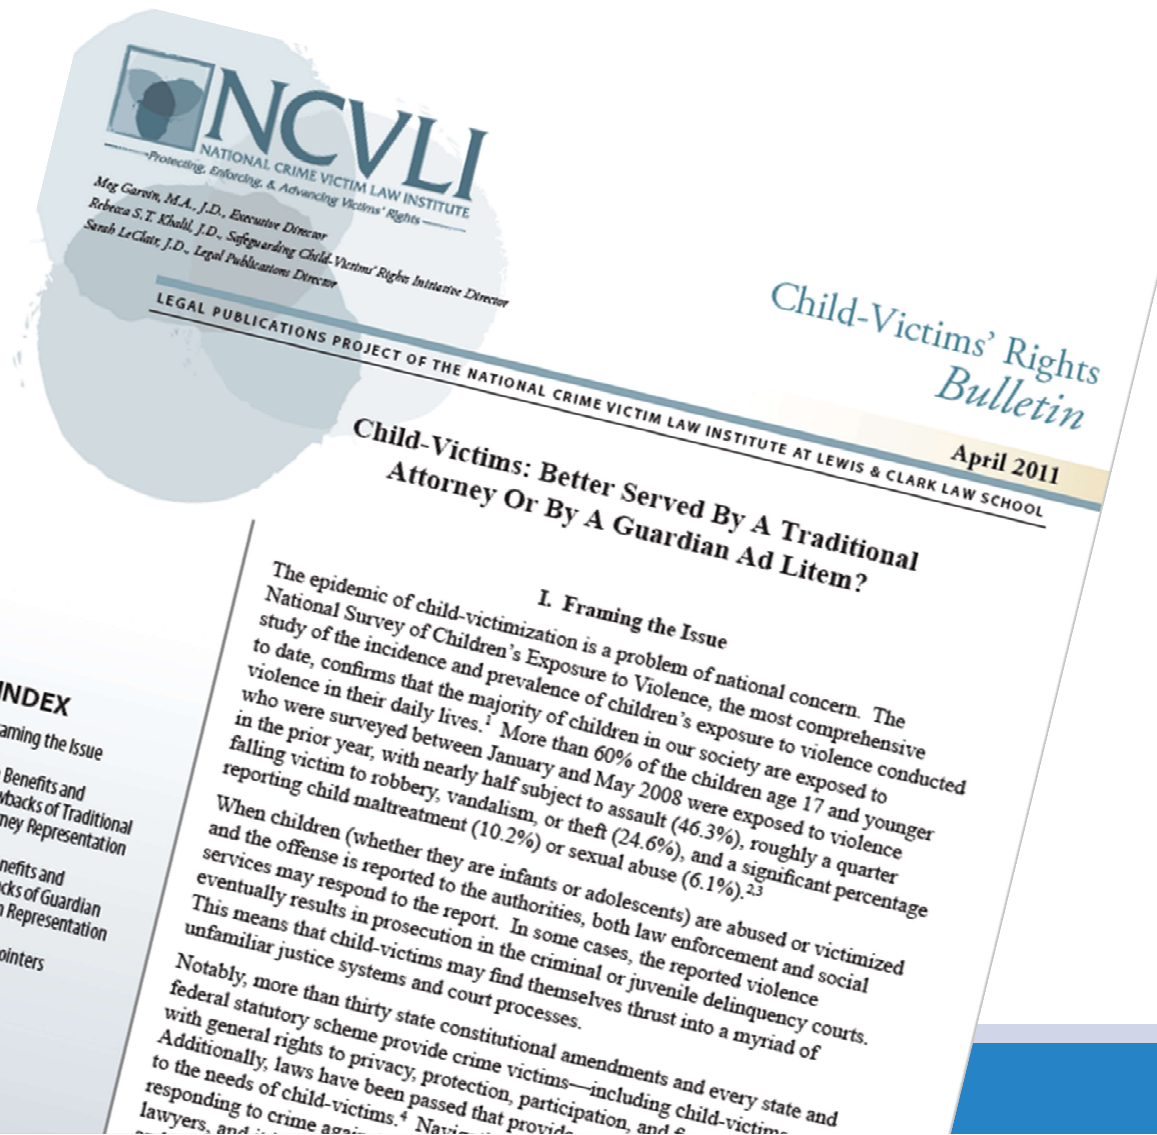 NCVLI
NATIONAL CRIME VICTIM LAW INSTITUTE
Protecting, Enforcing, & Advancing Victims' Rights
Meg Garvin, M.A., J.D., Executive Director
Rebecca S.T. Khalil, J.D., Safeguarding Child-Victims' Rights Initiative Director
Sarah LeClair, J.D., Legal Publications Director
Child-Victims' Rights
Bulletin
April 2011
LEGAL PUBLICATIONS PROJECT OF THE NATIONAL CRIME VICTIM LAW INSTITUTE AT LEWIS & CLARK LAW SCHOOL
Child-Victims: Better Served By A Traditional
Attorney Or By A Guardian Ad Litem?
I. Framing the Issue
The epidemic of child-victimization is a problem of national concern. The
National Survey of Children's Exposure to Violence, the most comprehensive
study of the incidence and prevalence of children's exposure to violence conducted
to date, confirms that the majority of children in our society are exposed to
violence in their daily lives.1 More than 60% of the children age 17 and younger
who were surveyed between January and May 2008 were exposed to violence
in the prior year, with nearly half subject to assault (46.3%), roughly a quarter
falling victim to robbery, vandalism, or theft (24.6%), and a significant percentage
reporting child maltreatment (10.2%) or sexual abuse (6.1%).2,3
When children (whether they are infants or adolescents) are abused or victimized
and the offense is reported to the authorities, both law enforcement and social
services may respond to the report. In some cases, the reported violence
eventually results in prosecution in the criminal or juvenile delinquency courts.
This means that child-victims may find themselves thrust into a myriad of
unfamiliar justice systems and court processes.
Notably, more than thirty state constitutional amendments and every state and
federal statutory scheme provide crime victims—including child-victims
with general rights to privacy, protection, participation, and
Additionally, laws have been passed that provide
to the needs of child-victims.4
responding to crime
lawyers, and
INDEX
aming the Issue
Benefits and
wbacks of Traditional
rney Representation
nefits and
cks of Guardian
Representation
ointers